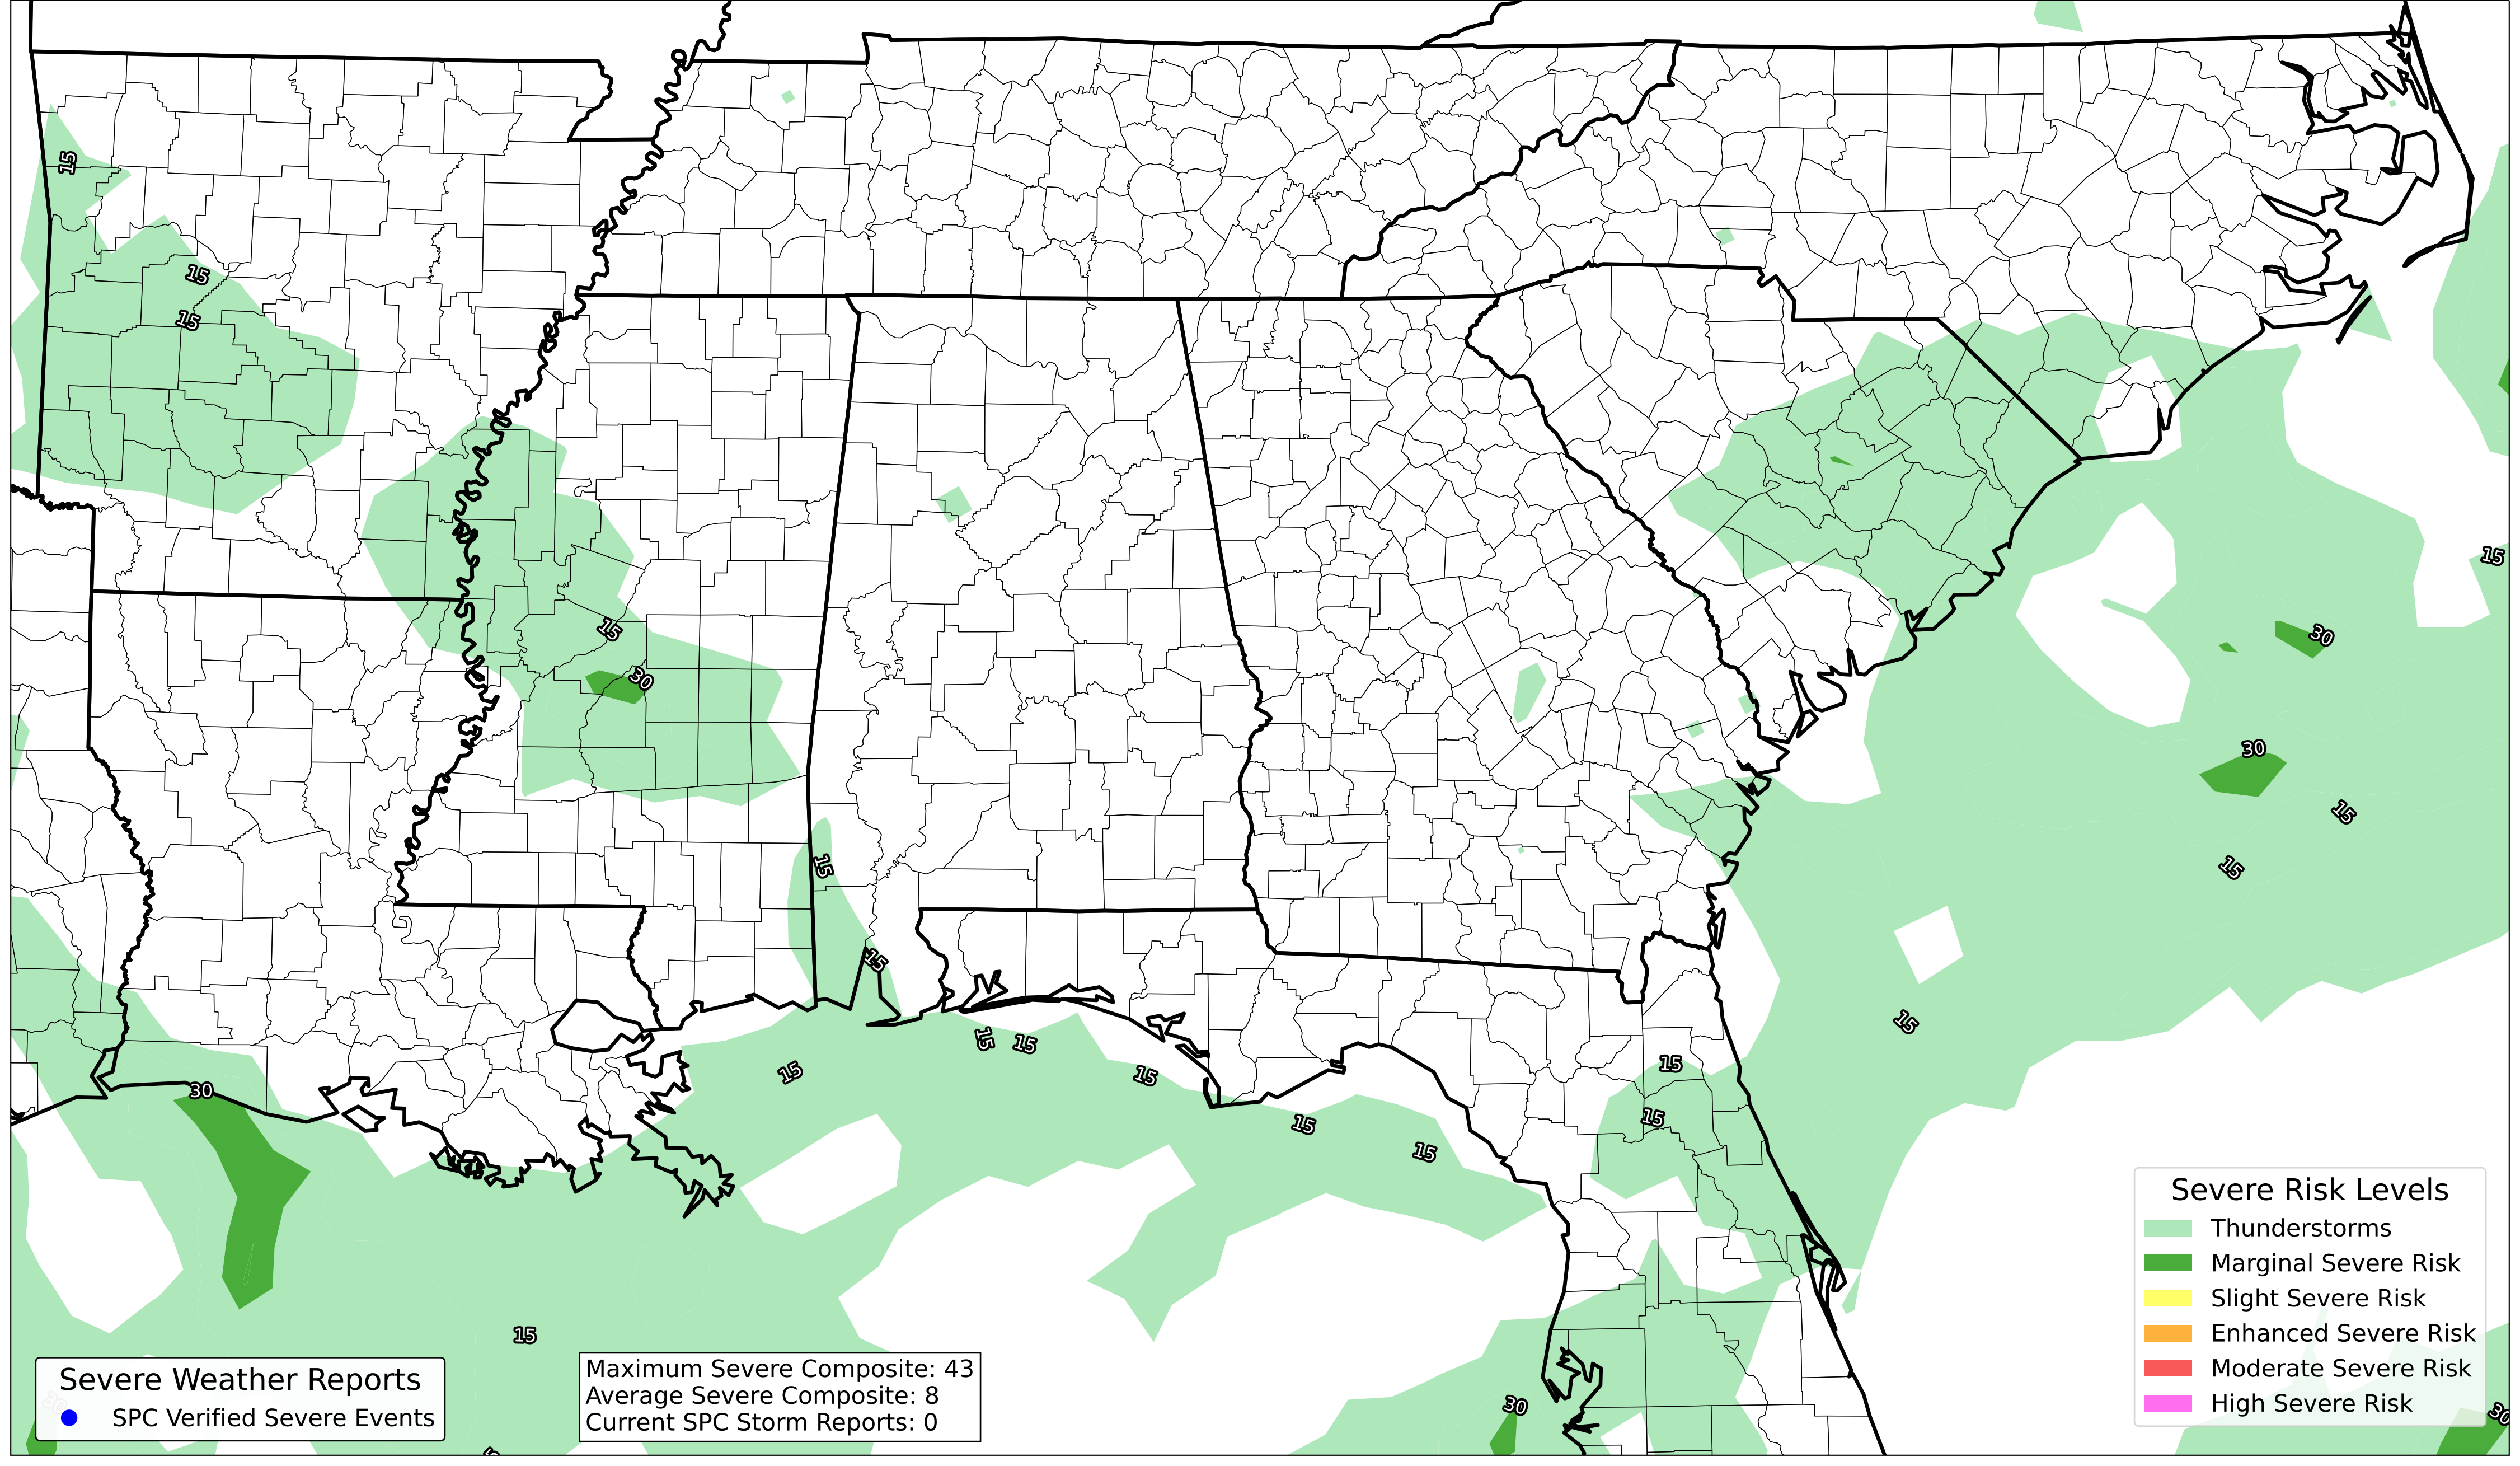 15
15
15
15
15
30
30
30
15
15
15
15
15
15
15
15
15
15
15
15
15
30
15
30
30
Severe Risk Levels
Thunderstorms
Marginal Severe Risk
Slight Severe Risk
Enhanced Severe Risk
Moderate Severe Risk
High Severe Risk
Severe Weather Reports
SPC Verified Severe Events
Maximum Severe Composite: 43
Average Severe Composite: 8
Current SPC Storm Reports: 0